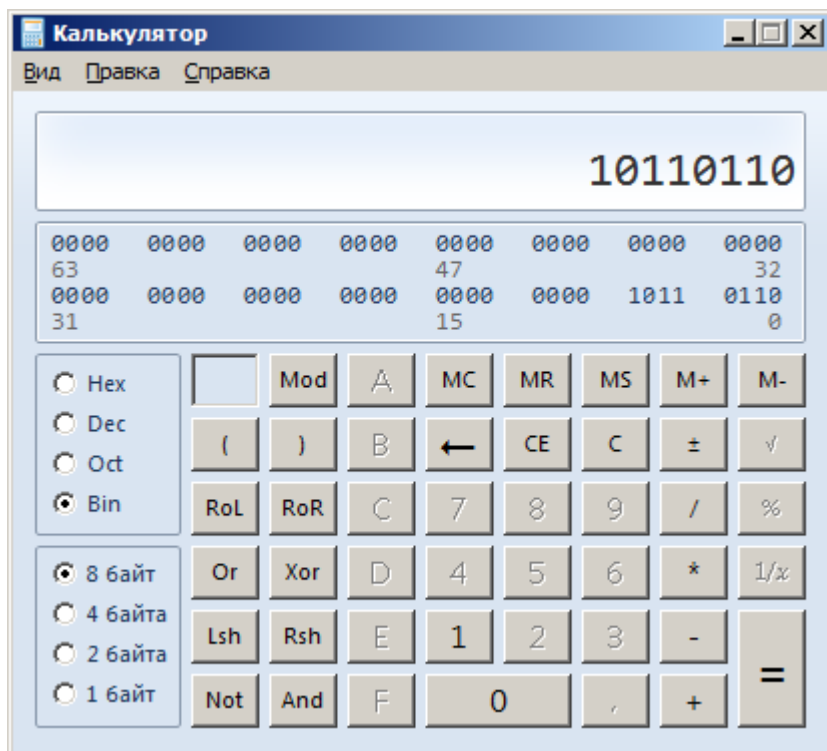 Калькулятор
Вид Правка Справка
10110110
0000 0000 0000 0000 0000 0000 0000 0000
63 47 32
0000 0000 0000 0000 0000 0000 1011 0110
31 15 0
Hex
Dec
Oct
Bin
8 байт
4 байта
2 байта
1 байт
Mod A MC MR MS M+ M-
( ) B ← CE C ± √
RoL RoR C 7 8 9 / %
Or Xor D 4 5 6 * 1/x
Lsh Rsh E 1 2 3 - =
Not And F 0 , +